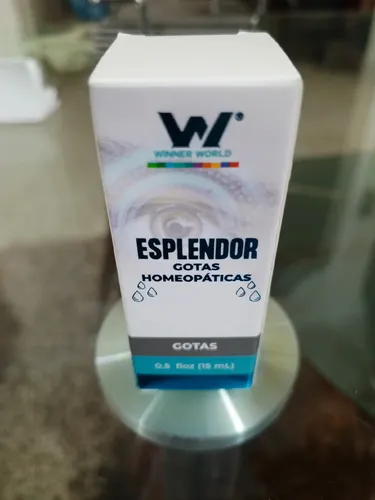 W®
WINNER WORLD
ESPLENDOR
GOTAS
HOMEOPÁTICAS
GOTAS
0.5 floz (15 mL)